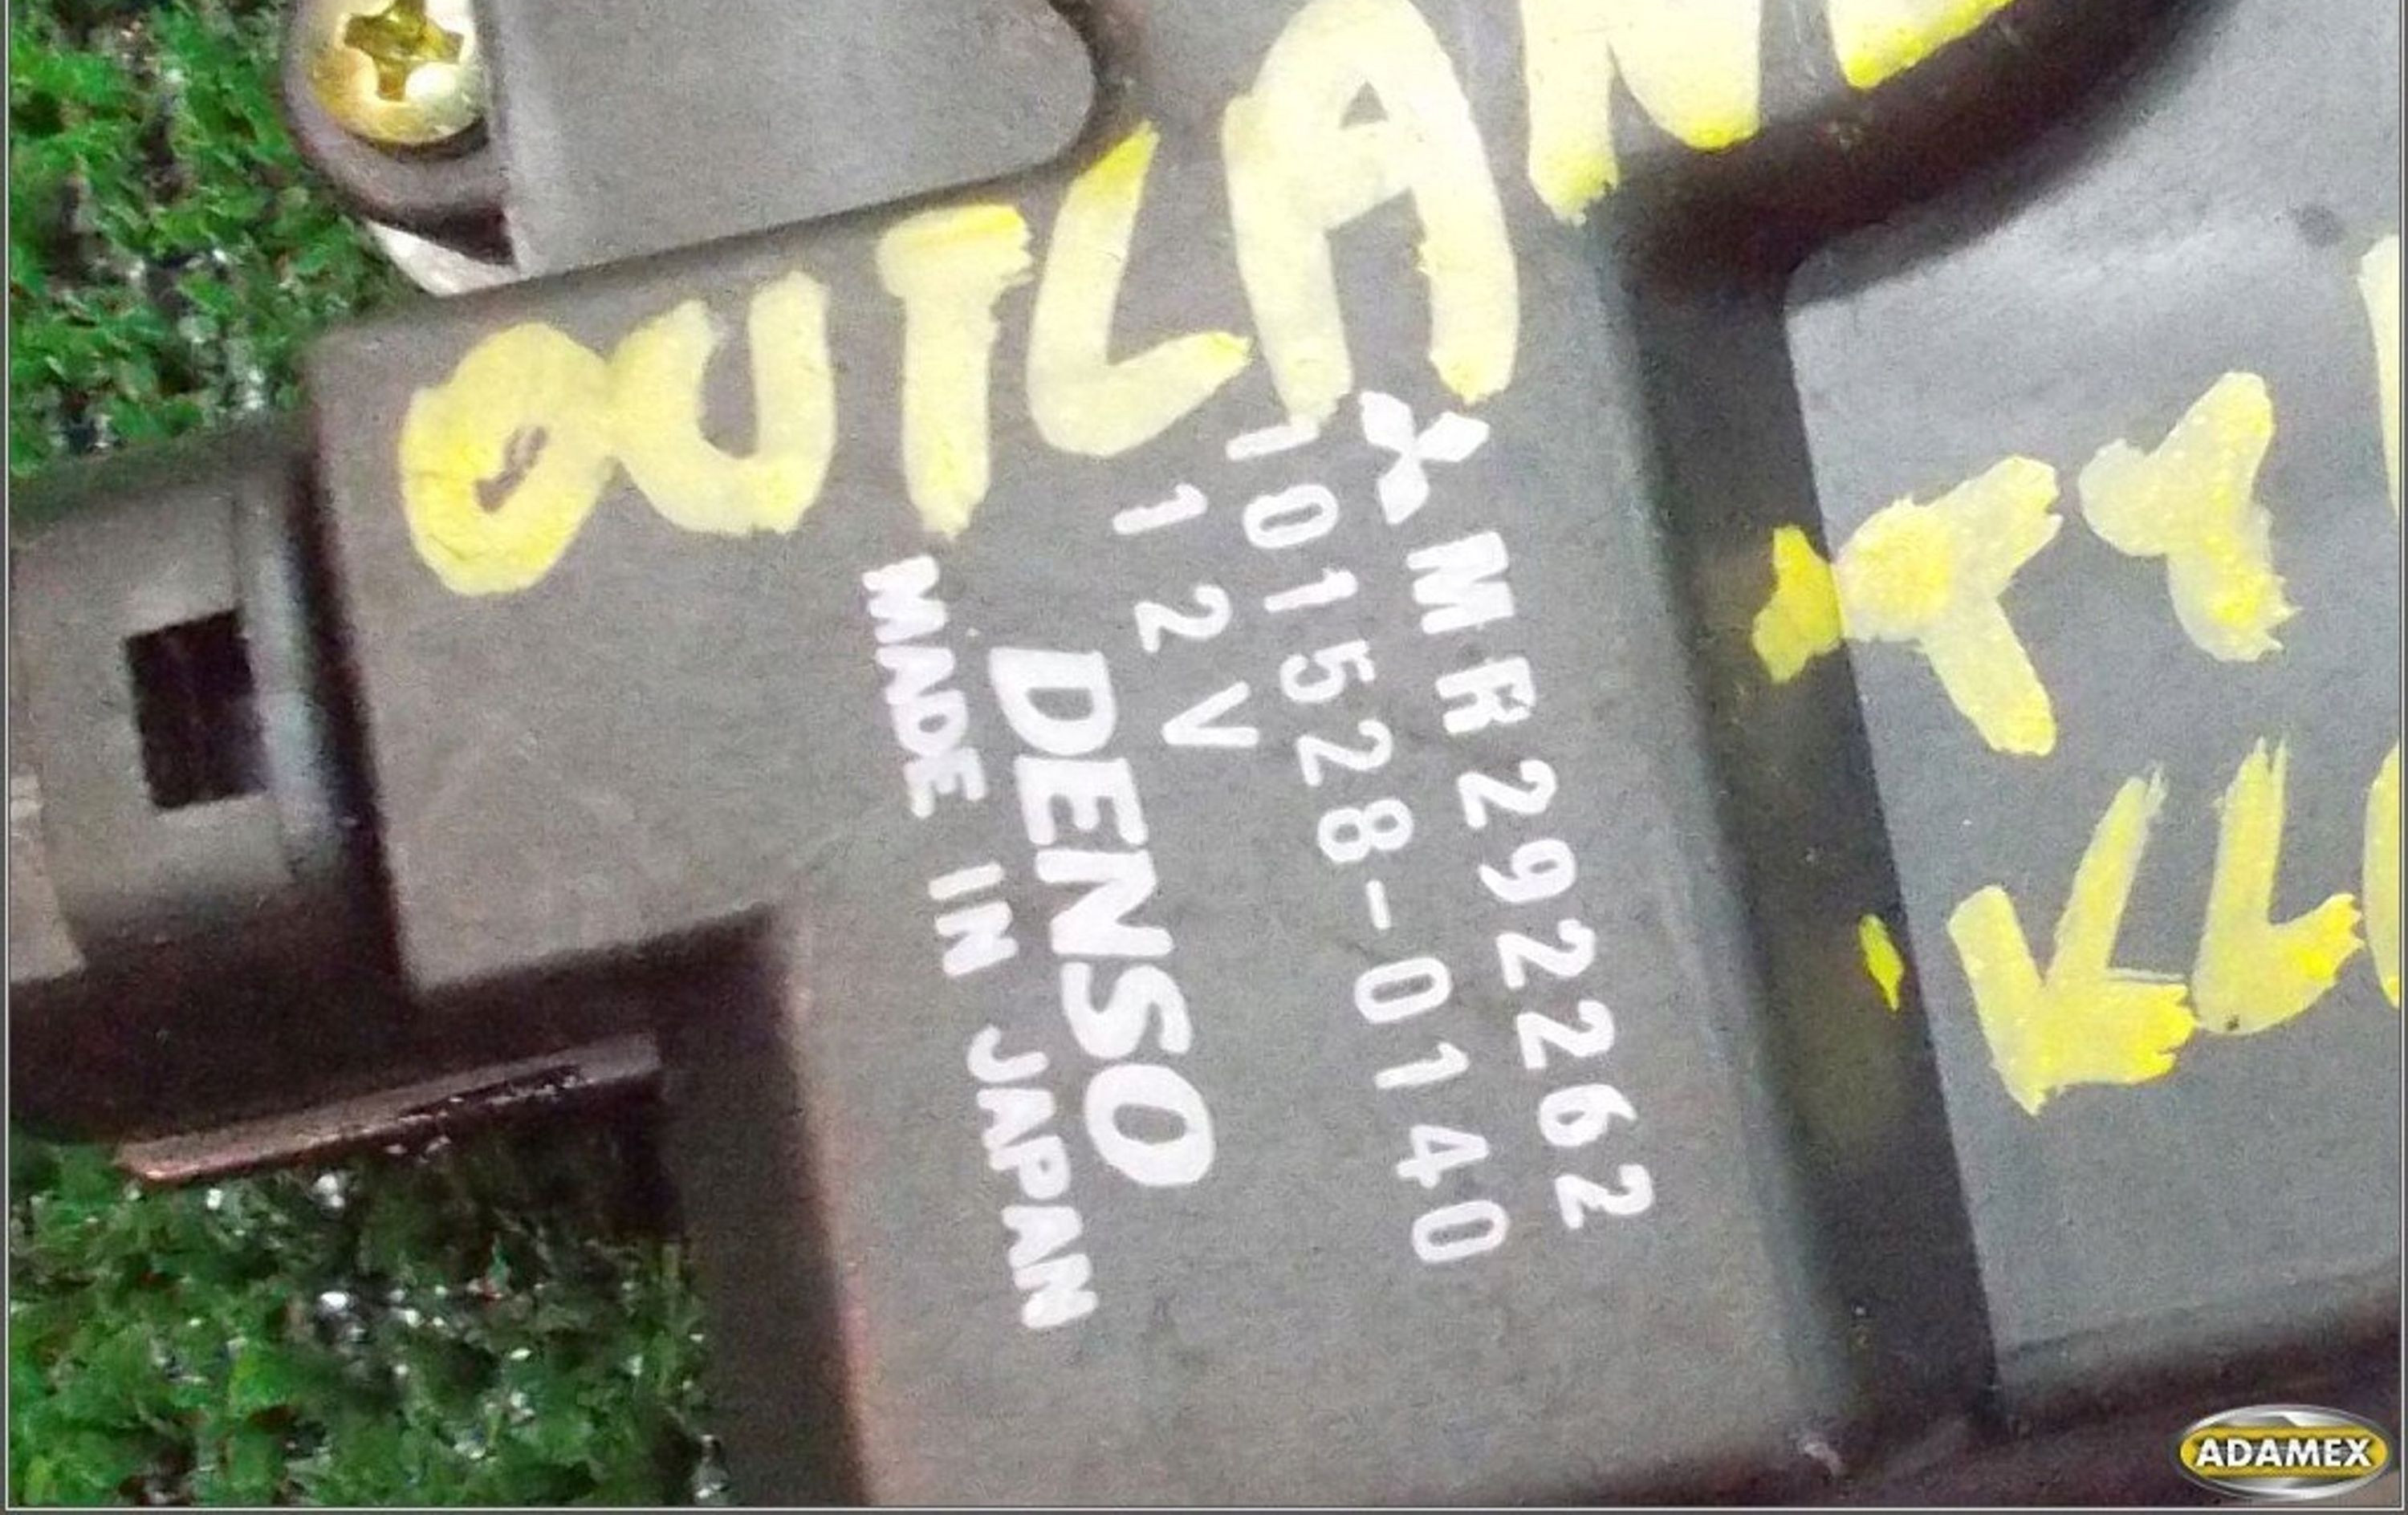 OUTLAN
MR292262
101528-0140
12V
DENSO
MADE IN JAPAN
ADAMEX